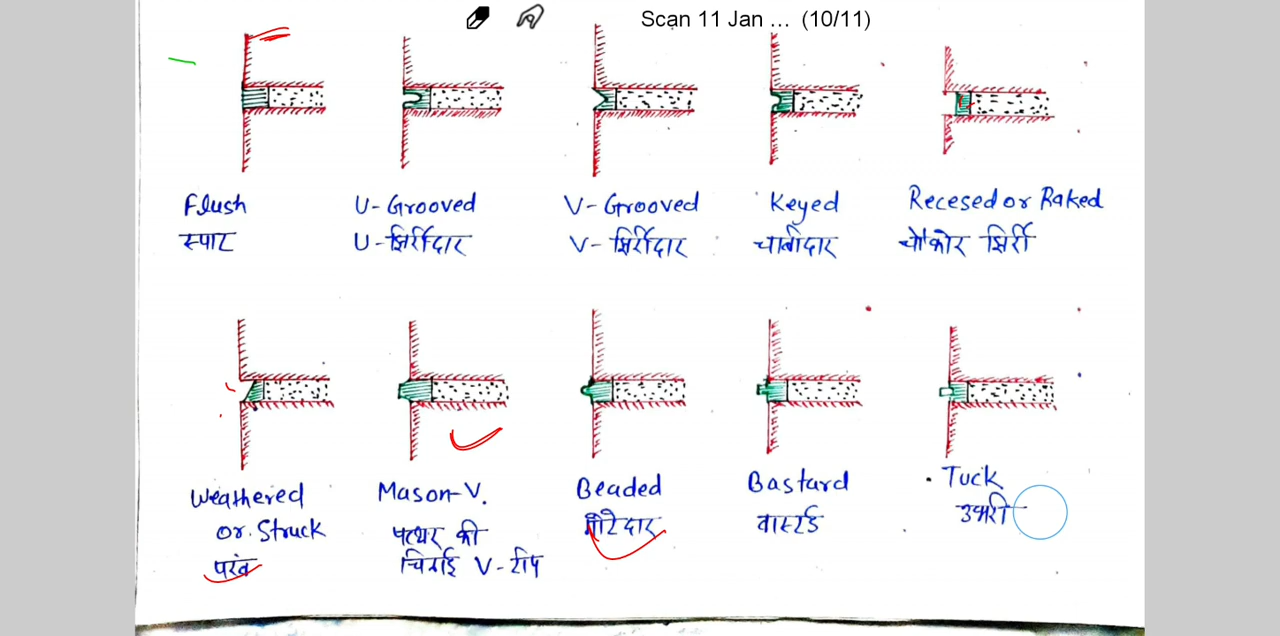 Scan 11 Jan ... (10/11)
Flush
स्पाट
U-Grooved
U-झिर्रीदार
V-Grooved
V-झिर्रीदार
Keyed
चाबीदार
Recesed or Raked
चौकोर झिर्री
Weathered
or. Struck
Mason-V.
पत्थर की
चिनाई V-टीप
Beaded
Bastard
बास्टर्ड
Tuck
उभरी